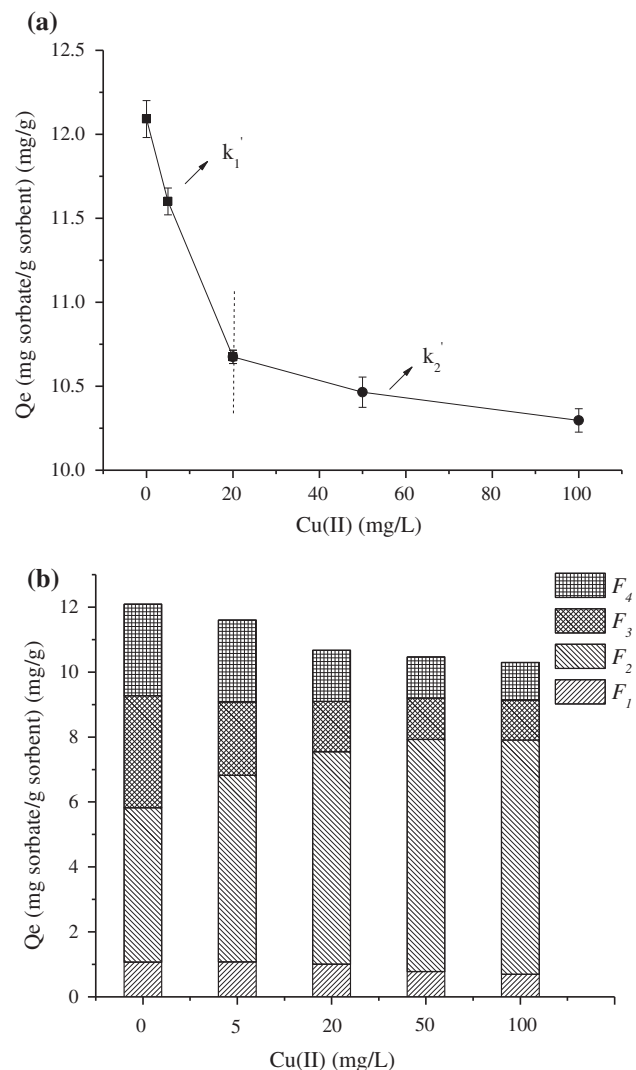 (a)
12.5
12.0
11.5
11.0
10.5
10.0
Qe (mg sorbate/g sorbent) (mg/g)
k1'
k2'
0 20 40 60 80 100
Cu(II) (mg/L)
(b)
12
10
8
6
4
2
0
Qe (mg sorbate/g sorbent) (mg/g)
F4
F3
F2
F1
0 5 20 50 100
Cu(II) (mg/L)